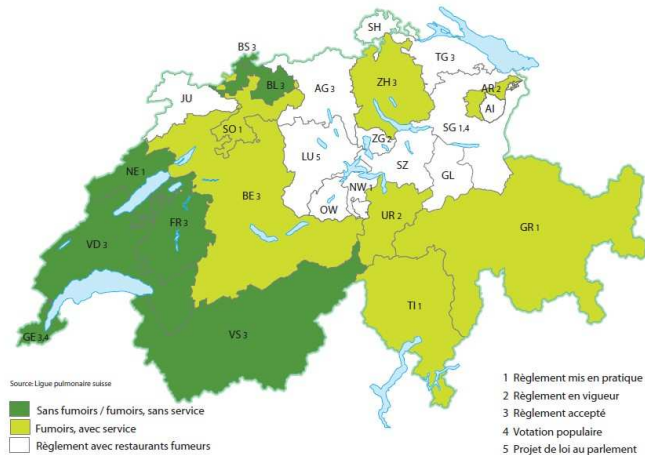 SH
BS 3
TG 3
BL 3
AG 3
ZH 3
AR 2
AI
JU
SO 1
SG 1,4
ZG 2
LU 5
SZ
NE 1
NW 1
GL
BE 3
OW
FR 3
UR 2
GR 1
VD 3
TI 1
GE 3,4
VS 3
Source: Ligue pulmonaire suisse
Sans fumoirs / fumoirs, sans service
Fumoirs, avec service
Règlement avec restaurants fumeurs
1 Règlement mis en pratique
2 Règlement en vigueur
3 Règlement accepté
4 Votation populaire
5 Projet de loi au parlement